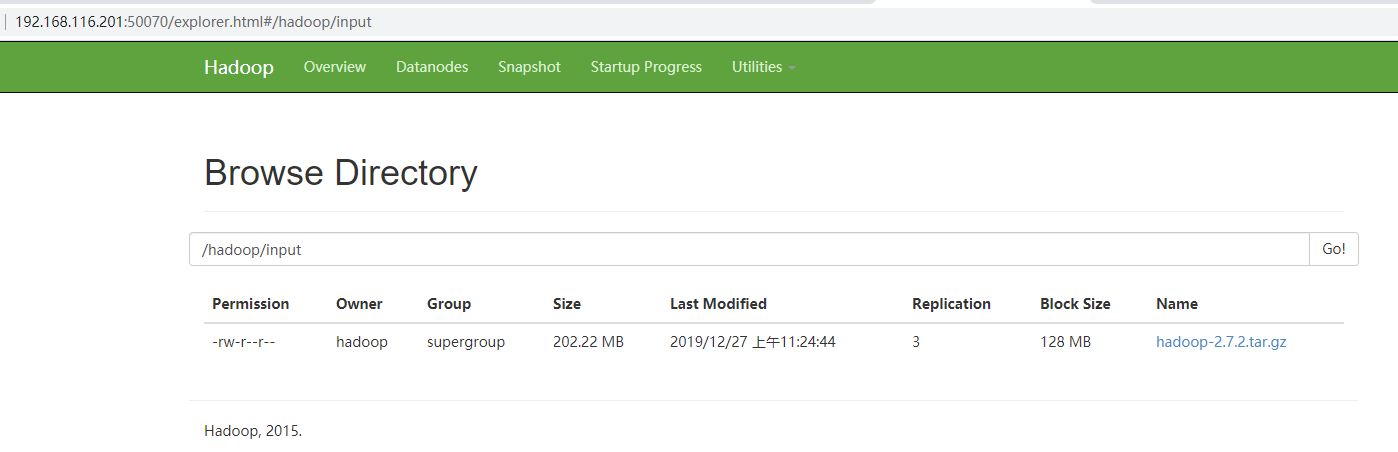 192.168.116.201:50070/explorer.html#/hadoop/input
Hadoop Overview Datanodes Snapshot Startup Progress Utilities
Browse Directory
/hadoop/input Go!
Permission Owner Group Size Last Modified Replication Block Size Name
-rw-r--r-- hadoop supergroup 202.22 MB 2019/12/27 上午11:24:44 3 128 MB hadoop-2.7.2.tar.gz
Hadoop, 2015.